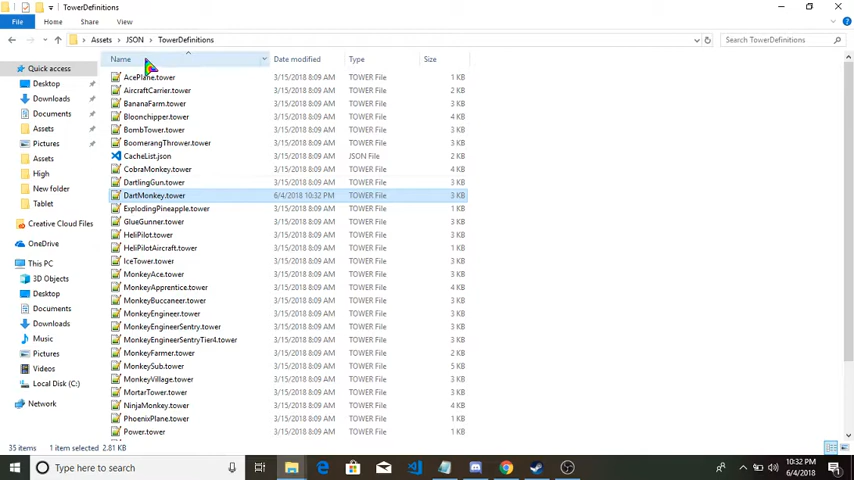 TowerDefinitions
File Home Share View
Assets JSON TowerDefinitions Search TowerDefinitions
Name Date modified Type Size
Quick access
Desktop
Downloads
Documents
Assets
Pictures
Assets
High
New folder
Tablet
Creative Cloud Files
OneDrive
This PC
3D Objects
Desktop
Documents
Downloads
Music
Pictures
Videos
Local Disk (C:)
Network
AcePlane.tower 3/15/2018 8:09 AM TOWER File 1 KB
AircraftCarrier.tower 3/15/2018 8:09 AM TOWER File 2 KB
BananaFarm.tower 3/15/2018 8:09 AM TOWER File 3 KB
Bloonchipper.tower 3/15/2018 8:09 AM TOWER File 4 KB
BombTower.tower 3/15/2018 8:09 AM TOWER File 3 KB
BoomerangThrower.tower 3/15/2018 8:09 AM TOWER File 3 KB
CacheList.json 3/15/2018 8:09 AM JSON File 2 KB
CobraMonkey.tower 3/15/2018 8:09 AM TOWER File 4 KB
DartlingGun.tower 3/15/2018 8:09 AM TOWER File 3 KB
DartMonkey.tower 6/4/2018 10:32 PM TOWER File 3 KB
ExplodingPineapple.tower 3/15/2018 8:09 AM TOWER File 1 KB
GlueGunner.tower 3/15/2018 8:09 AM TOWER File 3 KB
HeliPilot.tower 3/15/2018 8:09 AM TOWER File 3 KB
HeliPilotAircraft.tower 3/15/2018 8:09 AM TOWER File 1 KB
IceTower.tower 3/15/2018 8:09 AM TOWER File 3 KB
MonkeyAce.tower 3/15/2018 8:09 AM TOWER File 3 KB
MonkeyApprentice.tower 3/15/2018 8:09 AM TOWER File 4 KB
MonkeyBuccaneer.tower 3/15/2018 8:09 AM TOWER File 3 KB
MonkeyEngineer.tower 3/15/2018 8:09 AM TOWER File 3 KB
MonkeyEngineerSentry.tower 3/15/2018 8:09 AM TOWER File 3 KB
MonkeyEngineerSentryTier4.tower 3/15/2018 8:09 AM TOWER File 3 KB
MonkeyFarmer.tower 3/15/2018 8:09 AM TOWER File 2 KB
MonkeySub.tower 3/15/2018 8:09 AM TOWER File 5 KB
MonkeyVillage.tower 3/15/2018 8:09 AM TOWER File 3 KB
MortarTower.tower 3/15/2018 8:09 AM TOWER File 3 KB
NinjaMonkey.tower 3/15/2018 8:09 AM TOWER File 4 KB
PhoenixPlane.tower 3/15/2018 8:09 AM TOWER File 1 KB
Power.tower 3/15/2018 8:09 AM TOWER File 1 KB
35 items 1 item selected 2.81 KB
Type here to search
10:32 PM
6/4/2018